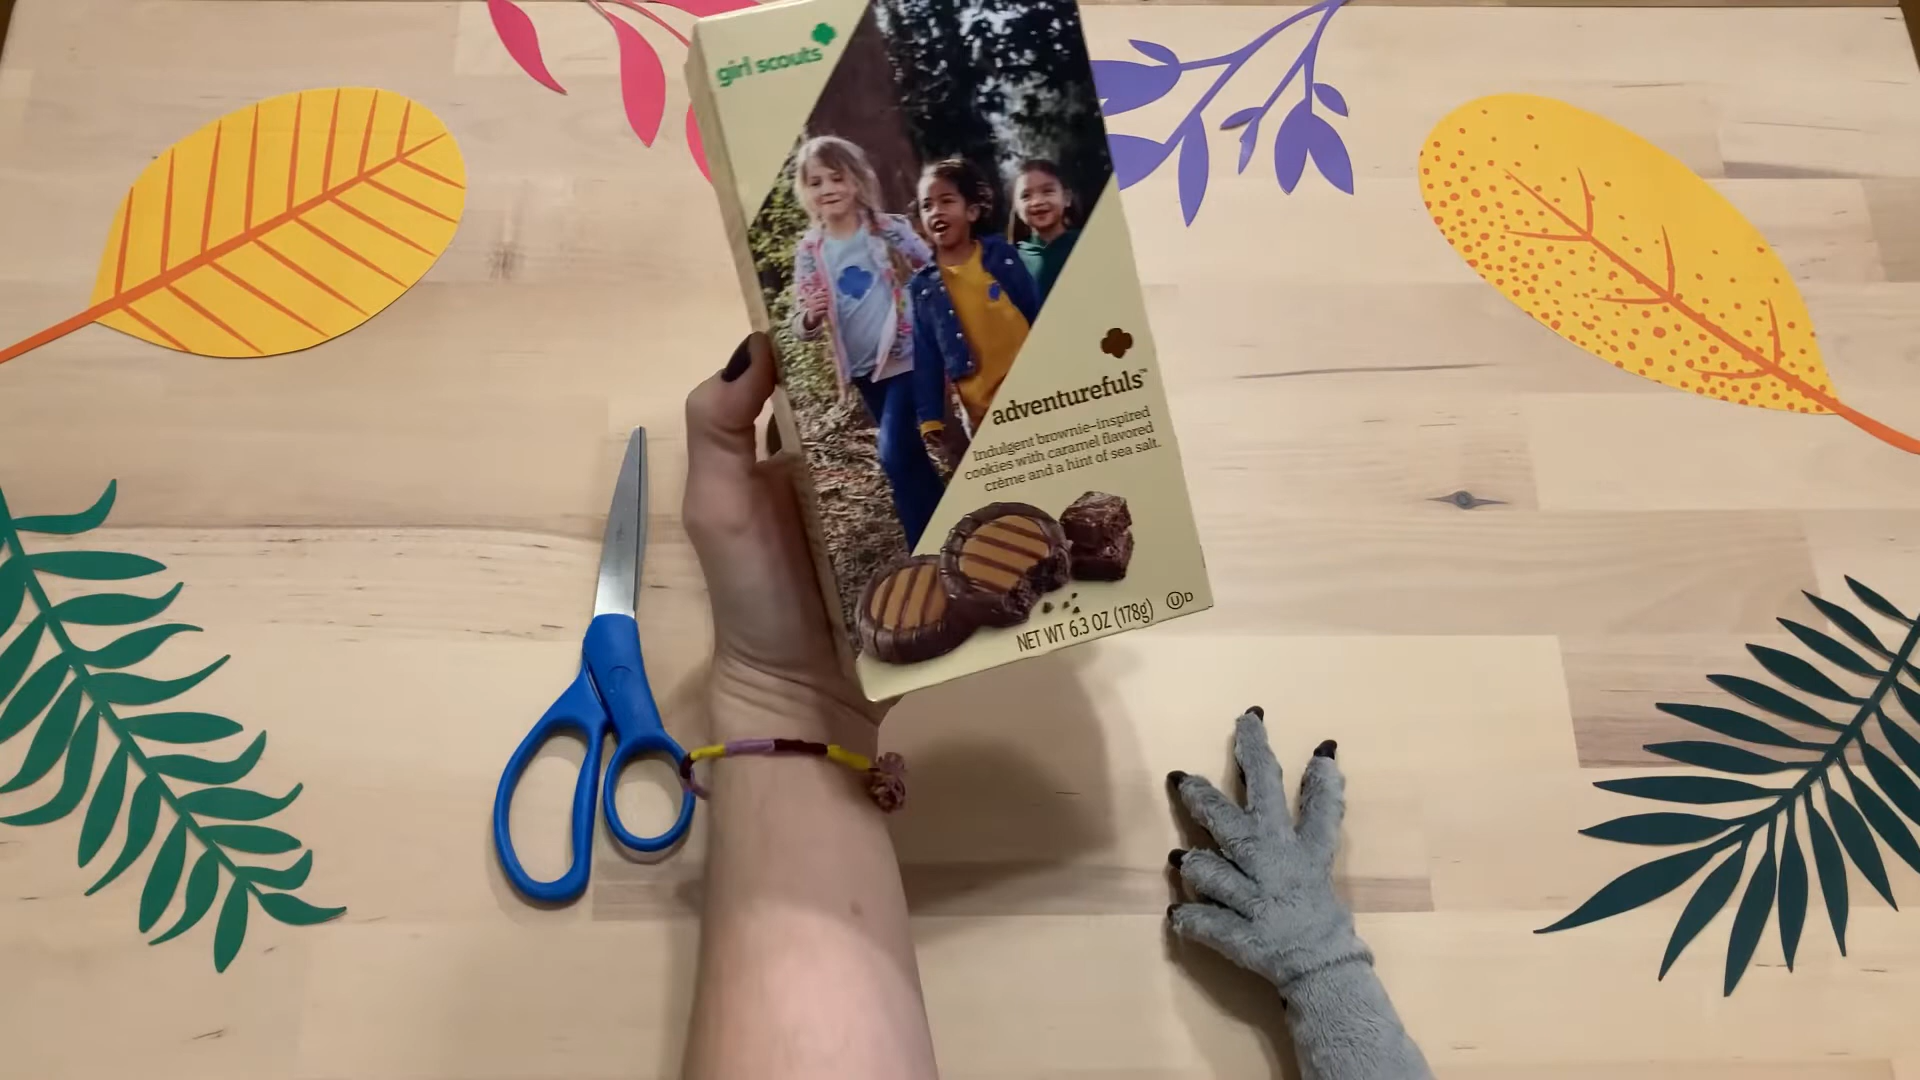 girl scouts
adventurefuls™
Indulgent brownie-inspired
cookies with caramel flavored
crème and a hint of sea salt.
NET WT 6.3 OZ (178g) Ⓤ D